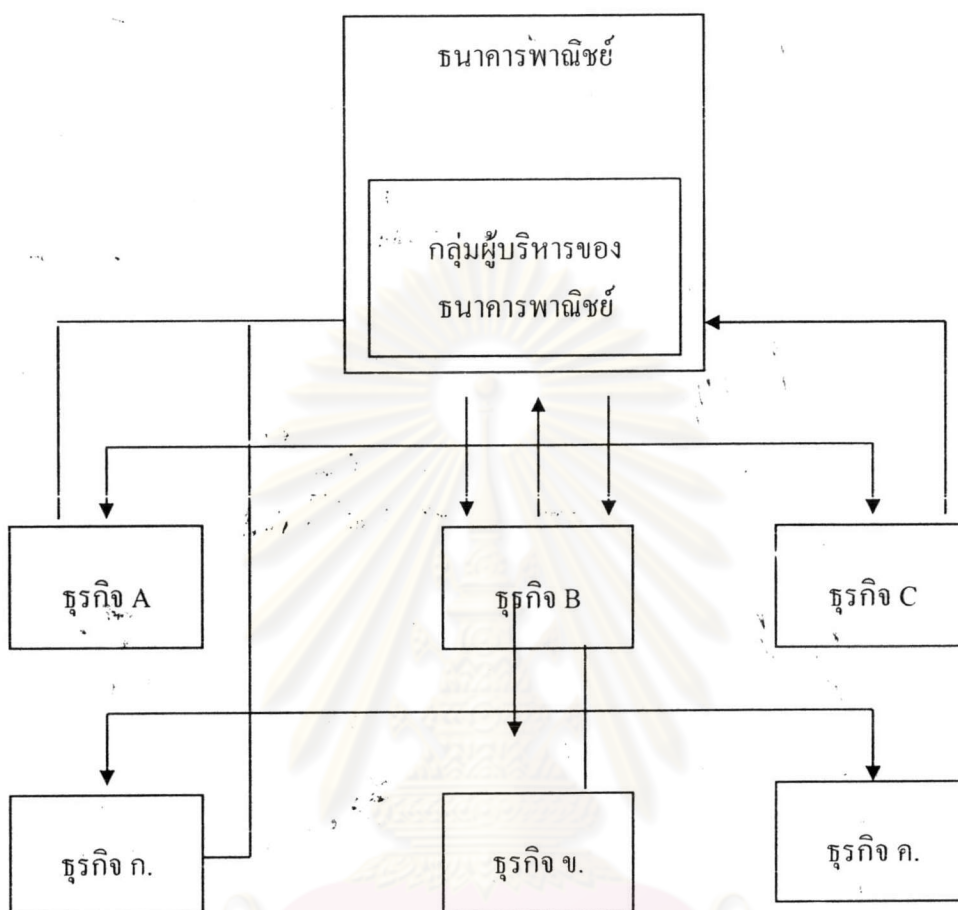 ธนาคารพาณิชย์
กลุ่มผู้บริหารของ
ธนาคารพาณิชย์
ธุรกิจ A
ธุรกิจ B
ธุรกิจ C
ธุรกิจ ก.
ธุรกิจ ข.
ธุรกิจ ค.